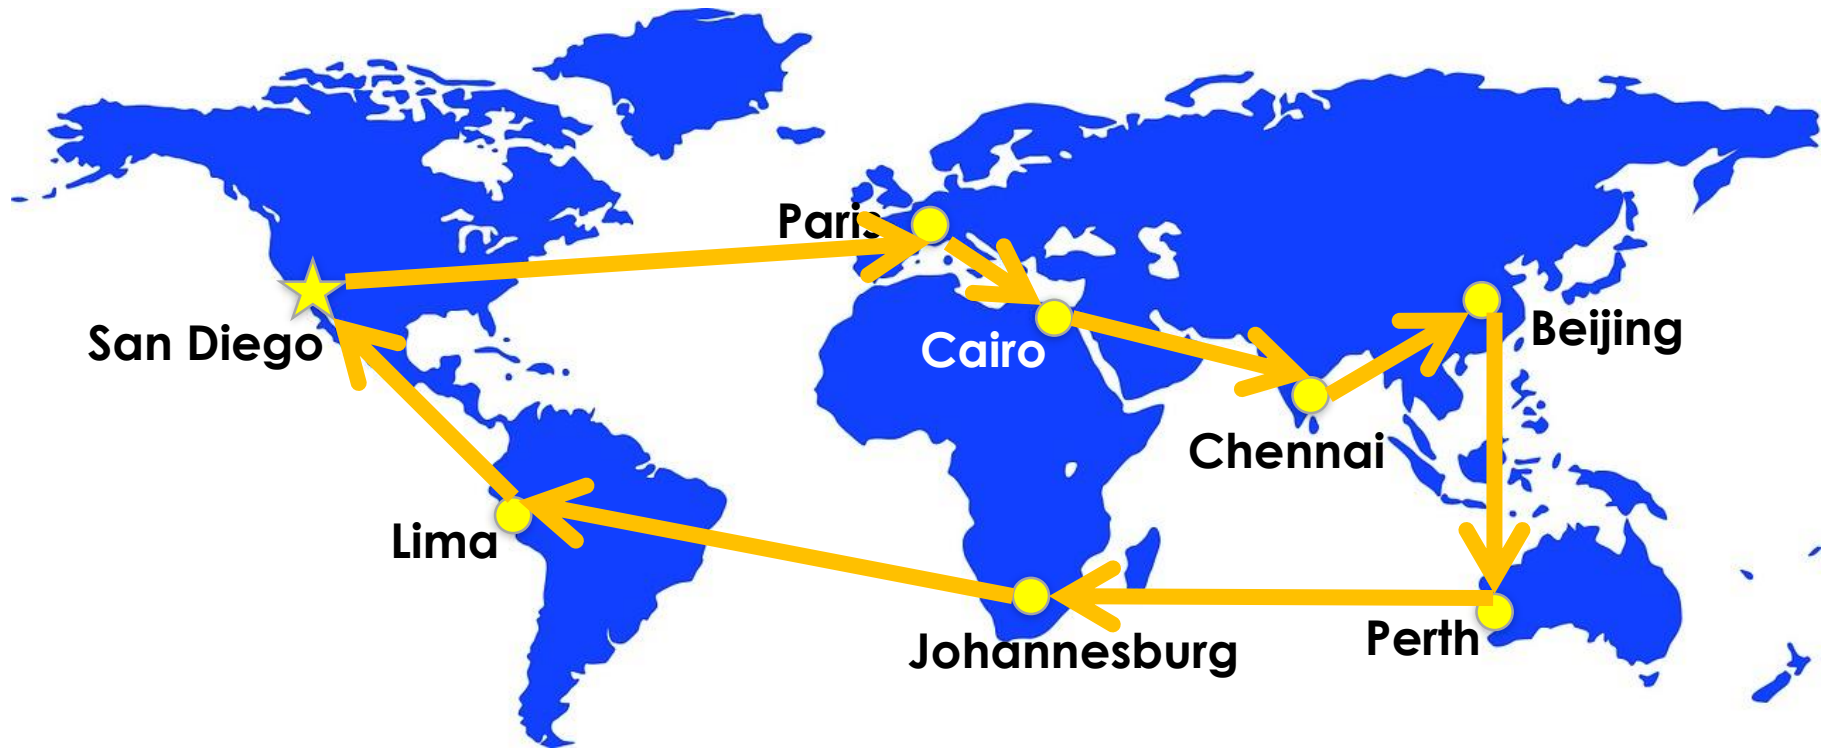 Paris
San Diego
Cairo
Beijing
Chennai
Lima
Johannesburg
Perth